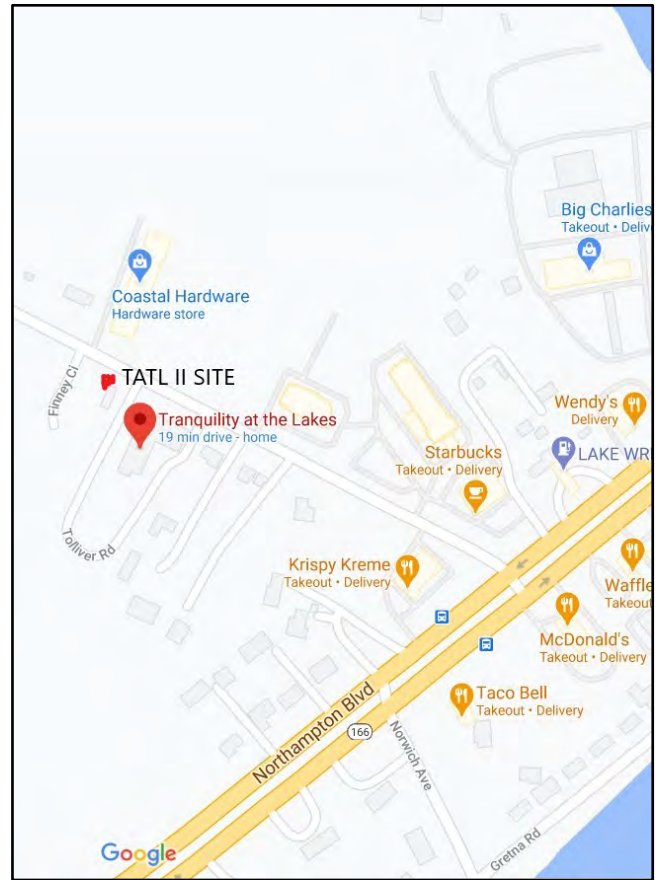 Big Charlies
Takeout • Deliv
Coastal Hardware
Hardware store
Finney Ci
TATL II SITE
Tranquility at the Lakes
19 min drive - home
Wendy's
Delivery
Starbucks
Takeout • Delivery
LAKE WR
Tolliver Rd
Krispy Kreme
Takeout • Delivery
Waffle
Takeout
McDonald's
Takeout • Delivery
Taco Bell
Takeout • Delivery
Northampton Blvd
166
Norwich Ave
Gretna Rd
Google